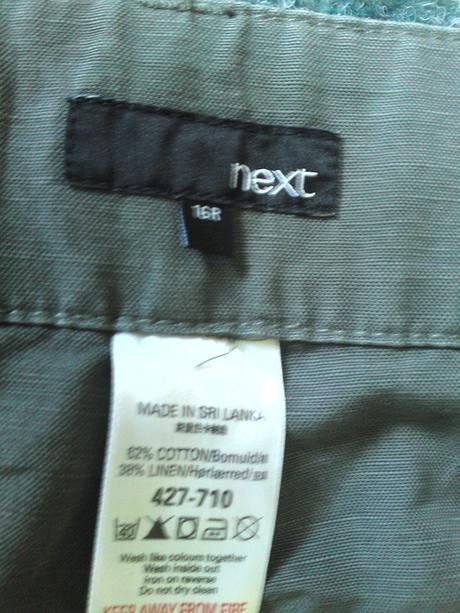 next
16R
MADE IN SRI LANKA
62% COTTON/Bomuld/
38% LINEN/Hørlærred/
427-710
40
Wash like colours together
Wash inside out
Iron on reverse
Do not dry clean
KEEP AWAY FROM FIRE